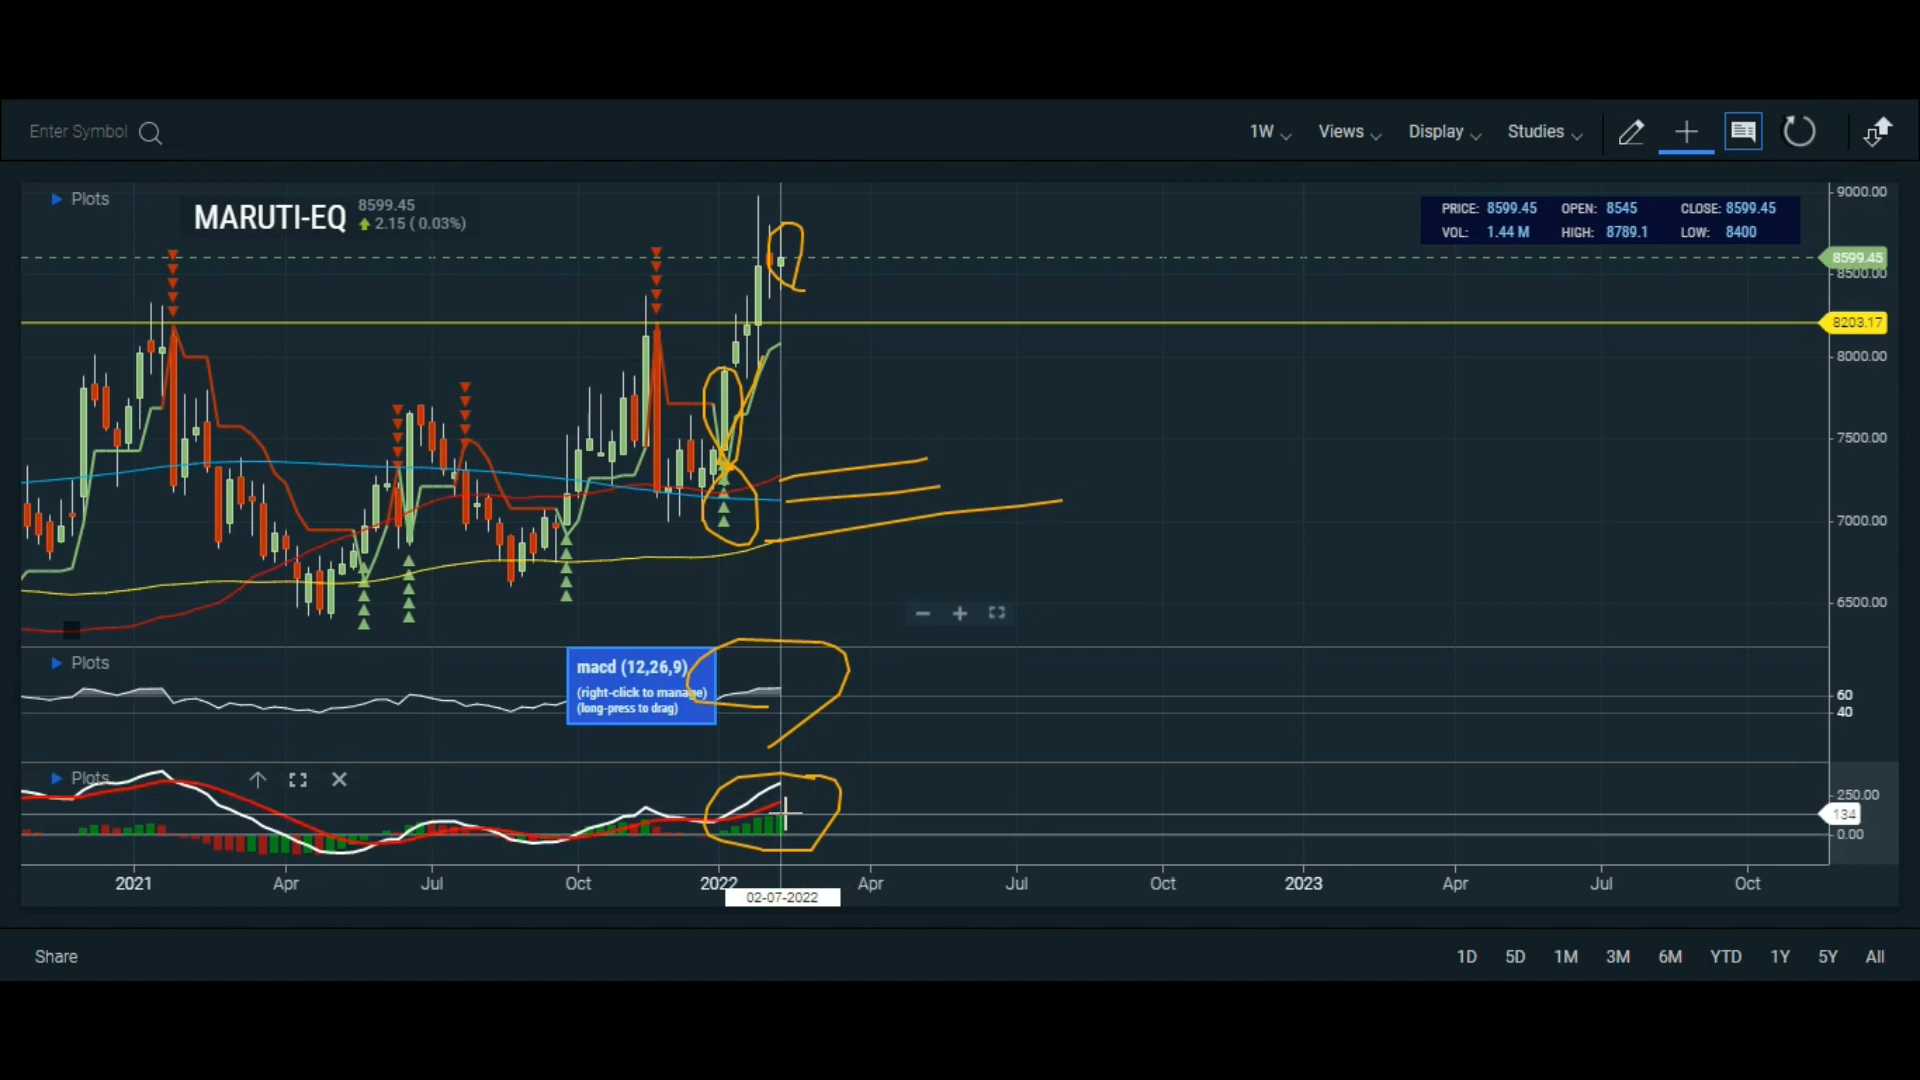 Enter Symbol
1W Views Display Studies
Plots
MARUTI-EQ 8599.45
2.15 ( 0.03%)
PRICE: 8599.45 OPEN: 8545 CLOSE: 8599.45
VOL: 1.44 M HIGH: 8789.1 LOW: 8400
9000.00
8599.45
8500.00
8203.17
8000.00
7500.00
7000.00
6500.00
Plots
macd (12,26,9)
(right-click to manage)
(long-press to drag)
60
40
Plots
250.00
134
0.00
2021 Apr Jul Oct 2022 Apr Jul Oct 2023 Apr Jul Oct
02-07-2022
Share
1D 5D 1M 3M 6M YTD 1Y 5Y All